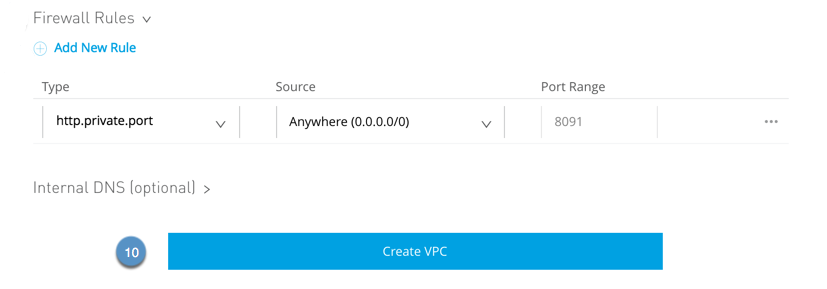 Firewall Rules
Add New Rule
Type Source Port Range
http.private.port Anywhere (0.0.0.0/0) 8091 ...
Internal DNS (optional) >
10 Create VPC